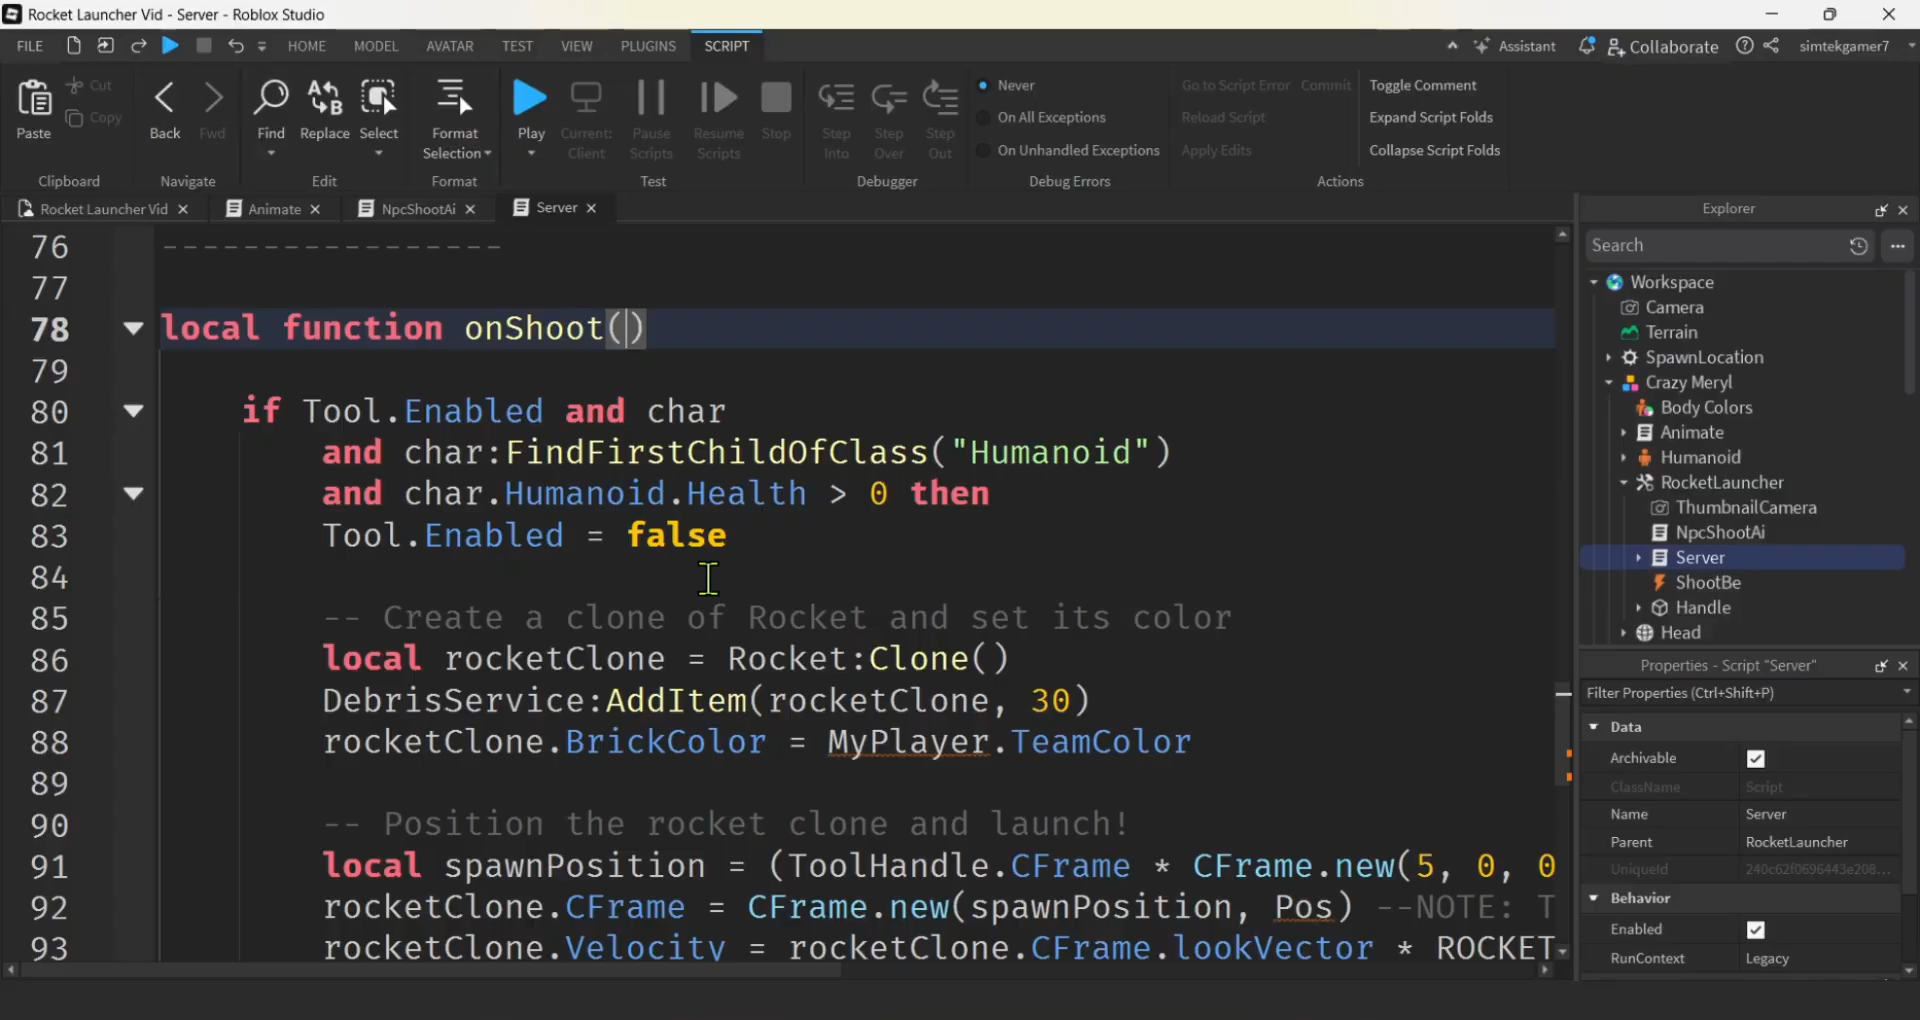 Rocket Launcher Vid - Server - Roblox Studio
FILE HOME MODEL AVATAR TEST VIEW PLUGINS SCRIPT Assistant Collaborate simtekgamer7
Paste Cut Copy
Clipboard
Back Fwd
Navigate
Find Replace Select
Edit
Format Selection
Format
Play Current: Client Pause Scripts Resume Scripts Stop
Test
Step Into Step Over Step Out
Debugger
Never
On All Exceptions
On Unhandled Exceptions
Debug Errors
Go to Script Error Commit
Reload Script
Apply Edits
Toggle Comment
Expand Script Folds
Collapse Script Folds
Actions
Rocket Launcher Vid Animate NpcShootAi Server
76 -----------------
77
78 local function onShoot()
79
80 if Tool.Enabled and char
81 and char:FindFirstChildOfClass("Humanoid")
82 and char.Humanoid.Health > 0 then
83 Tool.Enabled = false
84
85 -- Create a clone of Rocket and set its color
86 local rocketClone = Rocket:Clone()
87 DebrisService:AddItem(rocketClone, 30)
88 rocketClone.BrickColor = MyPlayer.TeamColor
89
90 -- Position the rocket clone and launch!
91 local spawnPosition = (ToolHandle.CFrame * CFrame.new(5, 0, 0
92 rocketClone.CFrame = CFrame.new(spawnPosition, Pos) --NOTE: T
93 rocketClone.Velocity = rocketClone.CFrame.lookVector * ROCKET
Explorer
Search
Workspace
Camera
Terrain
SpawnLocation
Crazy Meryl
Body Colors
Animate
Humanoid
RocketLauncher
ThumbnailCamera
NpcShootAi
Server
ShootBe
Handle
Head
Properties - Script "Server"
Filter Properties (Ctrl+Shift+P)
Data
Archivable
ClassName Script
Name Server
Parent RocketLauncher
UniqueId 240c62f0696443e208...
Behavior
Enabled
RunContext Legacy